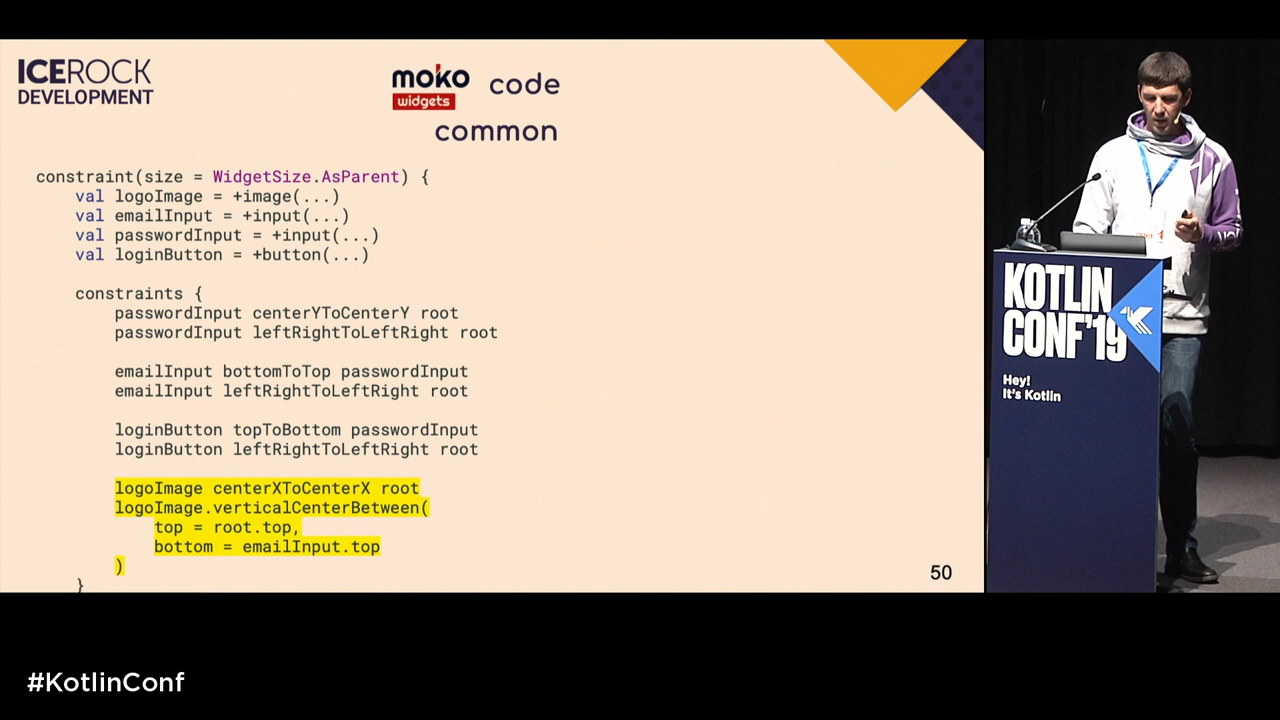 ICEROCK
DEVELOPMENT
moko
widgets
code
common
constraint(size = WidgetSize.AsParent) {
val logoImage = +image(...)
val emailInput = +input(...)
val passwordInput = +input(...)
val loginButton = +button(...)
constraints {
passwordInput centerYToCenterY root
passwordInput leftRightToLeftRight root
emailInput bottomToTop passwordInput
emailInput leftRightToLeftRight root
loginButton topToBottom passwordInput
loginButton leftRightToLeftRight root
logoImage centerXToCenterX root
logoImage.verticalCenterBetween(
top = root.top,
bottom = emailInput.top
)
}
50
KOTLIN
CONF'19
Hey!
It's Kotlin
#KotlinConf